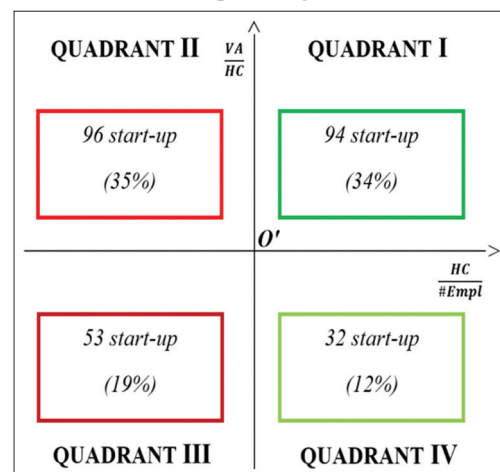 QUADRANT II
VA
HC
QUADRANT I
96 start-up
(35%)
94 start-up
(34%)
O'
HC
#Empl
53 start-up
(19%)
32 start-up
(12%)
QUADRANT III
QUADRANT IV